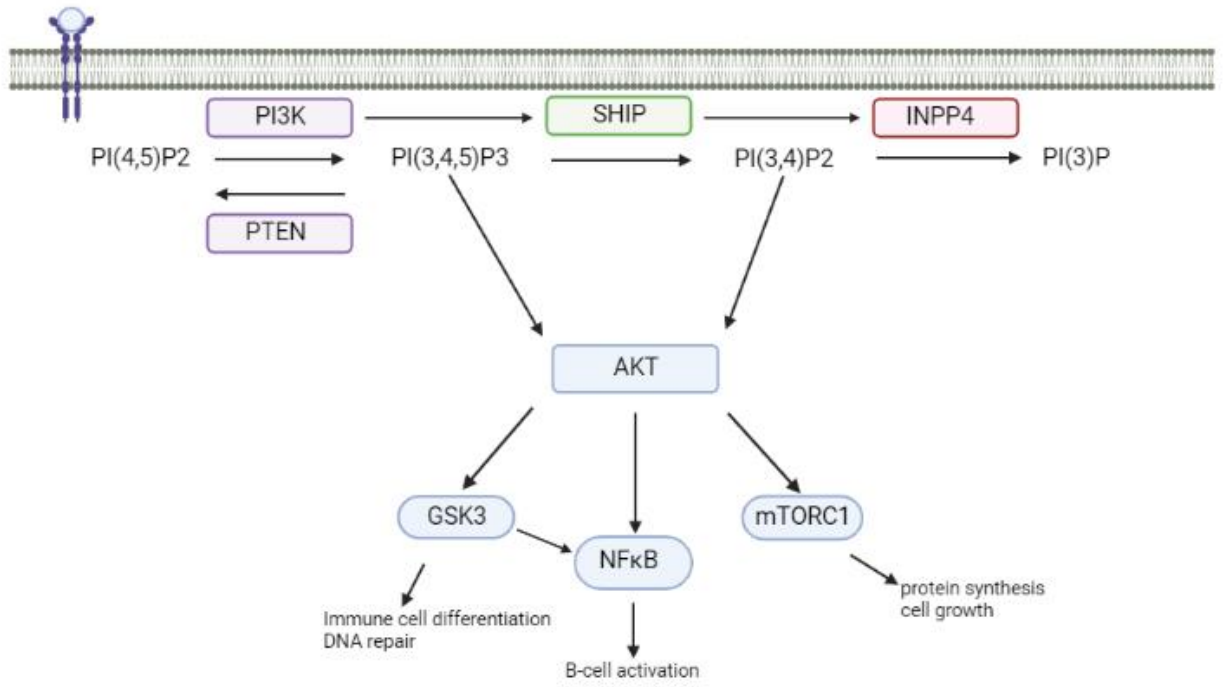 PI3K
SHIP
INPP4
PI(4,5)P2
PI(3,4,5)P3
PI(3,4)P2
PI(3)P
PTEN
AKT
GSK3
mTORC1
NFκB
protein synthesis
cell growth
Immune cell differentiation
DNA repair
B-cell activation